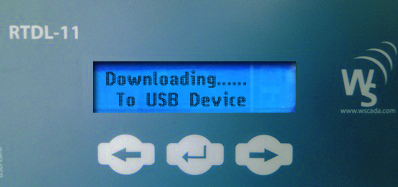 RTDL-11
Downloading......
To USB Device
WS
www.wscada.com